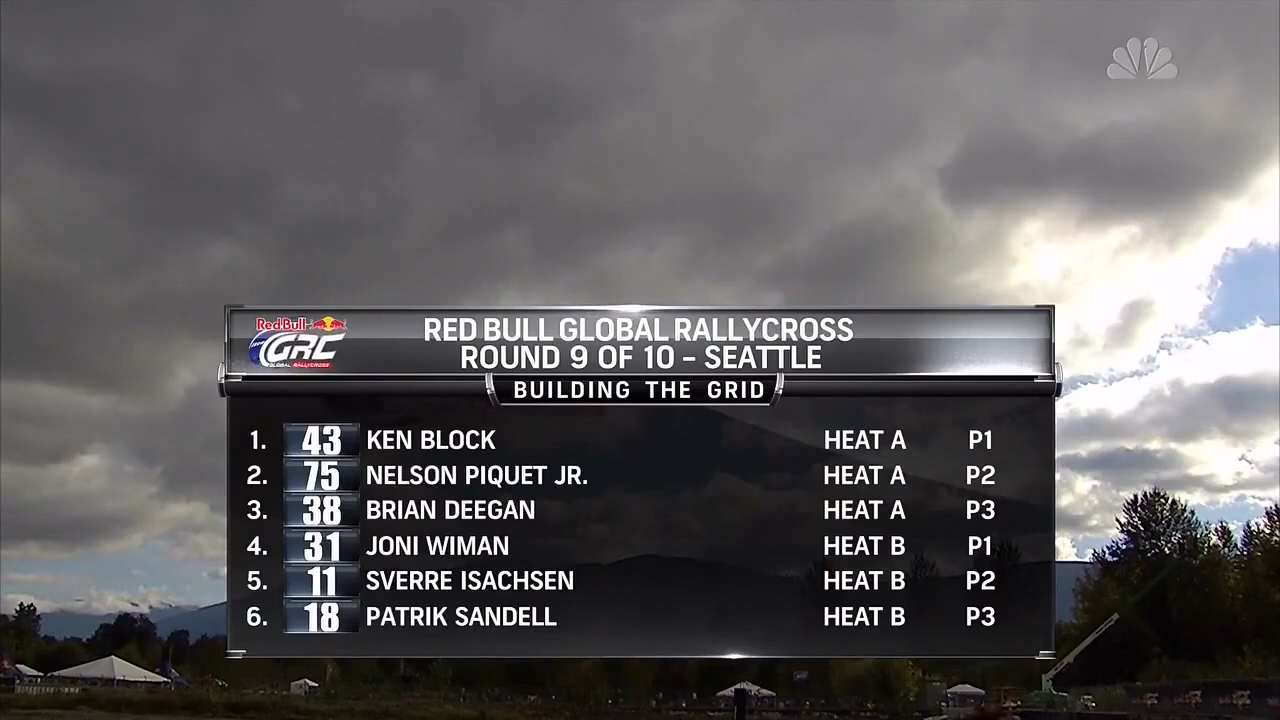 Red Bull
GRC
GLOBAL RALLYCROSS
RED BULL GLOBAL RALLYCROSS
ROUND 9 OF 10 – SEATTLE
BUILDING THE GRID
1. 43 KEN BLOCK HEAT A P1
2. 75 NELSON PIQUET JR. HEAT A P2
3. 38 BRIAN DEEGAN HEAT A P3
4. 31 JONI WIMAN HEAT B P1
5. 11 SVERRE ISACHSEN HEAT B P2
6. 18 PATRIK SANDELL HEAT B P3